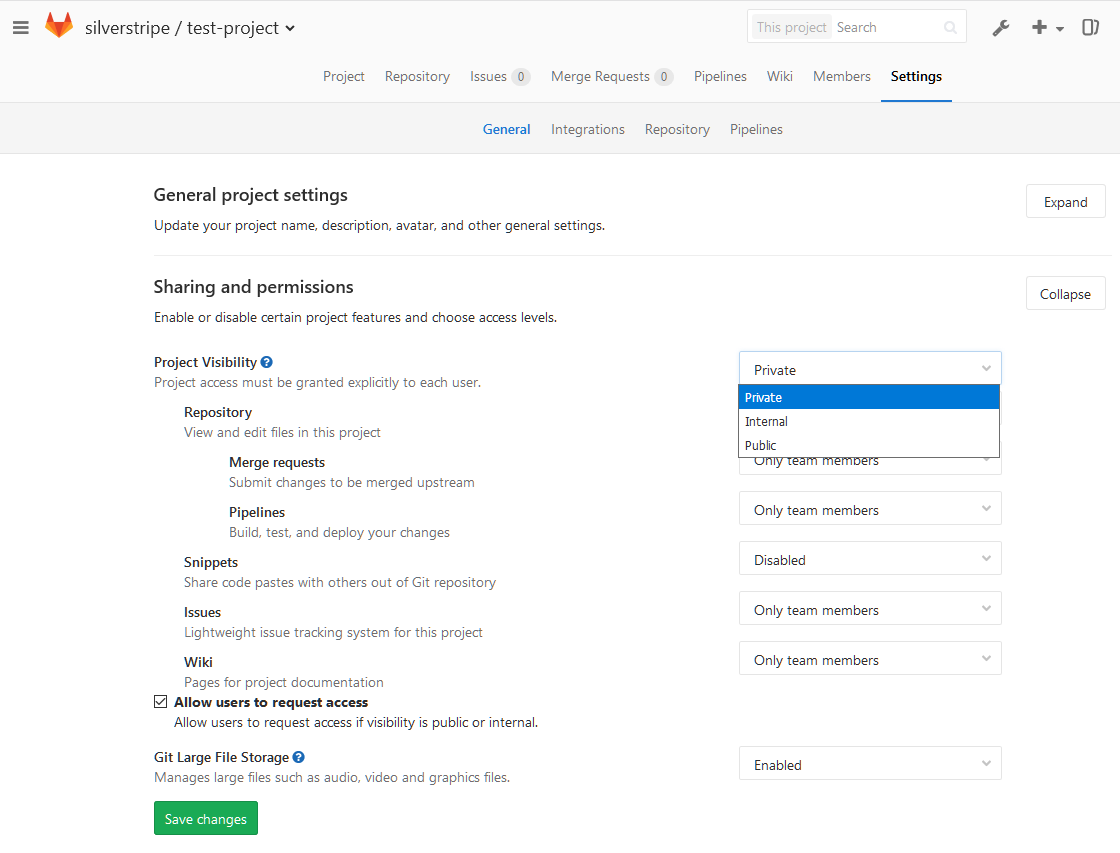 silverstripe / test-project
This project Search
Project Repository Issues 0 Merge Requests 0 Pipelines Wiki Members Settings
General Integrations Repository Pipelines
General project settings
Expand
Update your project name, description, avatar, and other general settings.
Sharing and permissions
Collapse
Enable or disable certain project features and choose access levels.
Project Visibility ?
Private
Project access must be granted explicitly to each user.
Private
Repository
Internal
View and edit files in this project
Public
Merge requests
Only team members
Submit changes to be merged upstream
Pipelines
Only team members
Build, test, and deploy your changes
Snippets
Disabled
Share code pastes with others out of Git repository
Issues
Only team members
Lightweight issue tracking system for this project
Wiki
Only team members
Pages for project documentation
Allow users to request access
Allow users to request access if visibility is public or internal.
Git Large File Storage ?
Enabled
Manages large files such as audio, video and graphics files.
Save changes